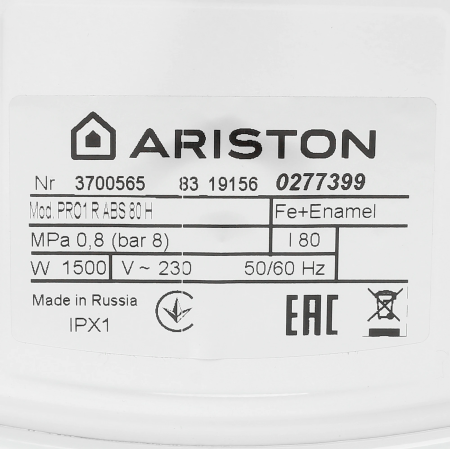 ARISTON
Nr 3700565 83 19156 0277399
Mod. PRO1 R ABS 80 H Fe+Enamel
MPa 0,8 (bar 8) l 80
W 1500 V ~ 230 50/60 Hz
Made in Russia
IPX1 EAC